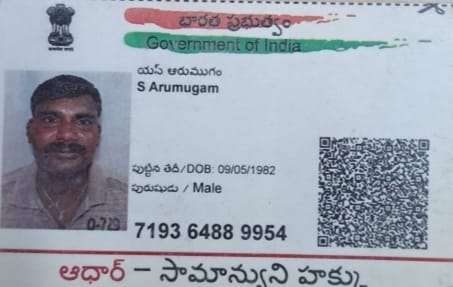 భారత ప్రభుత్వం
Government of India
యస్ ఆరుముగం
S Arumugam
పుట్టిన తేదీ/DOB: 09/05/1982
పురుషుడు / Male
7193 6488 9954
ఆధార్ – సామాన్యుని హక్కు